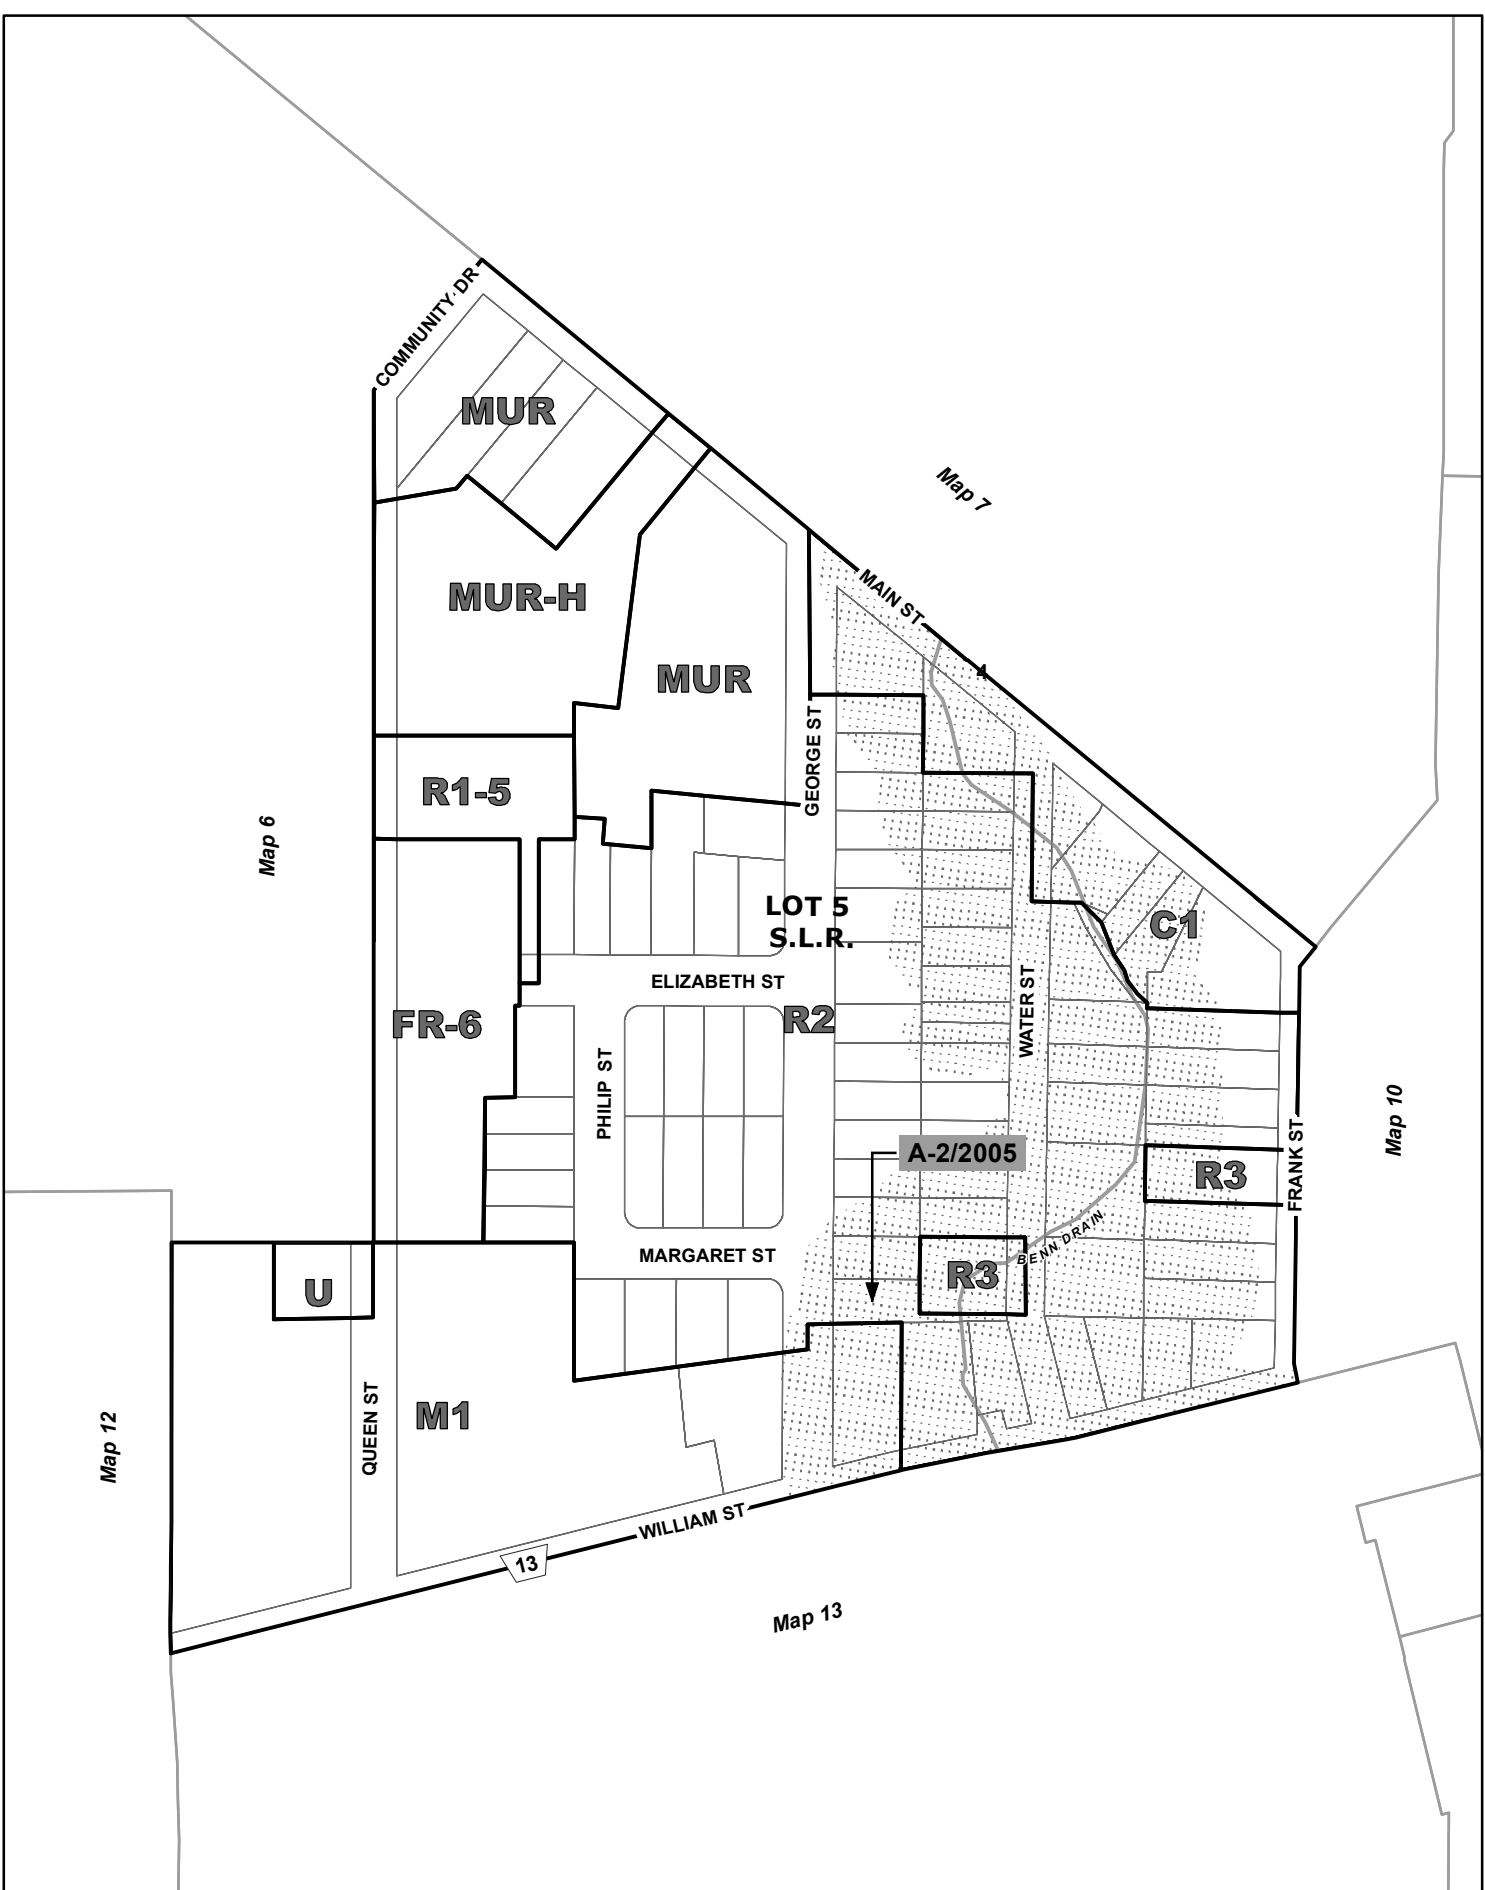 COMMUNITY DR
MUR
Map 7
MUR-H
MAIN ST
4
MUR
GEORGE ST
R1-5
Map 6
LOT 5
S.L.R.
C1
ELIZABETH ST
FR-6
R2
WATER ST
PHILIP ST
Map 10
A-2/2005
FRANK ST
R3
BENN DRAIN
MARGARET ST
R3
U
QUEEN ST
M1
Map 12
WILLIAM ST
13
Map 13